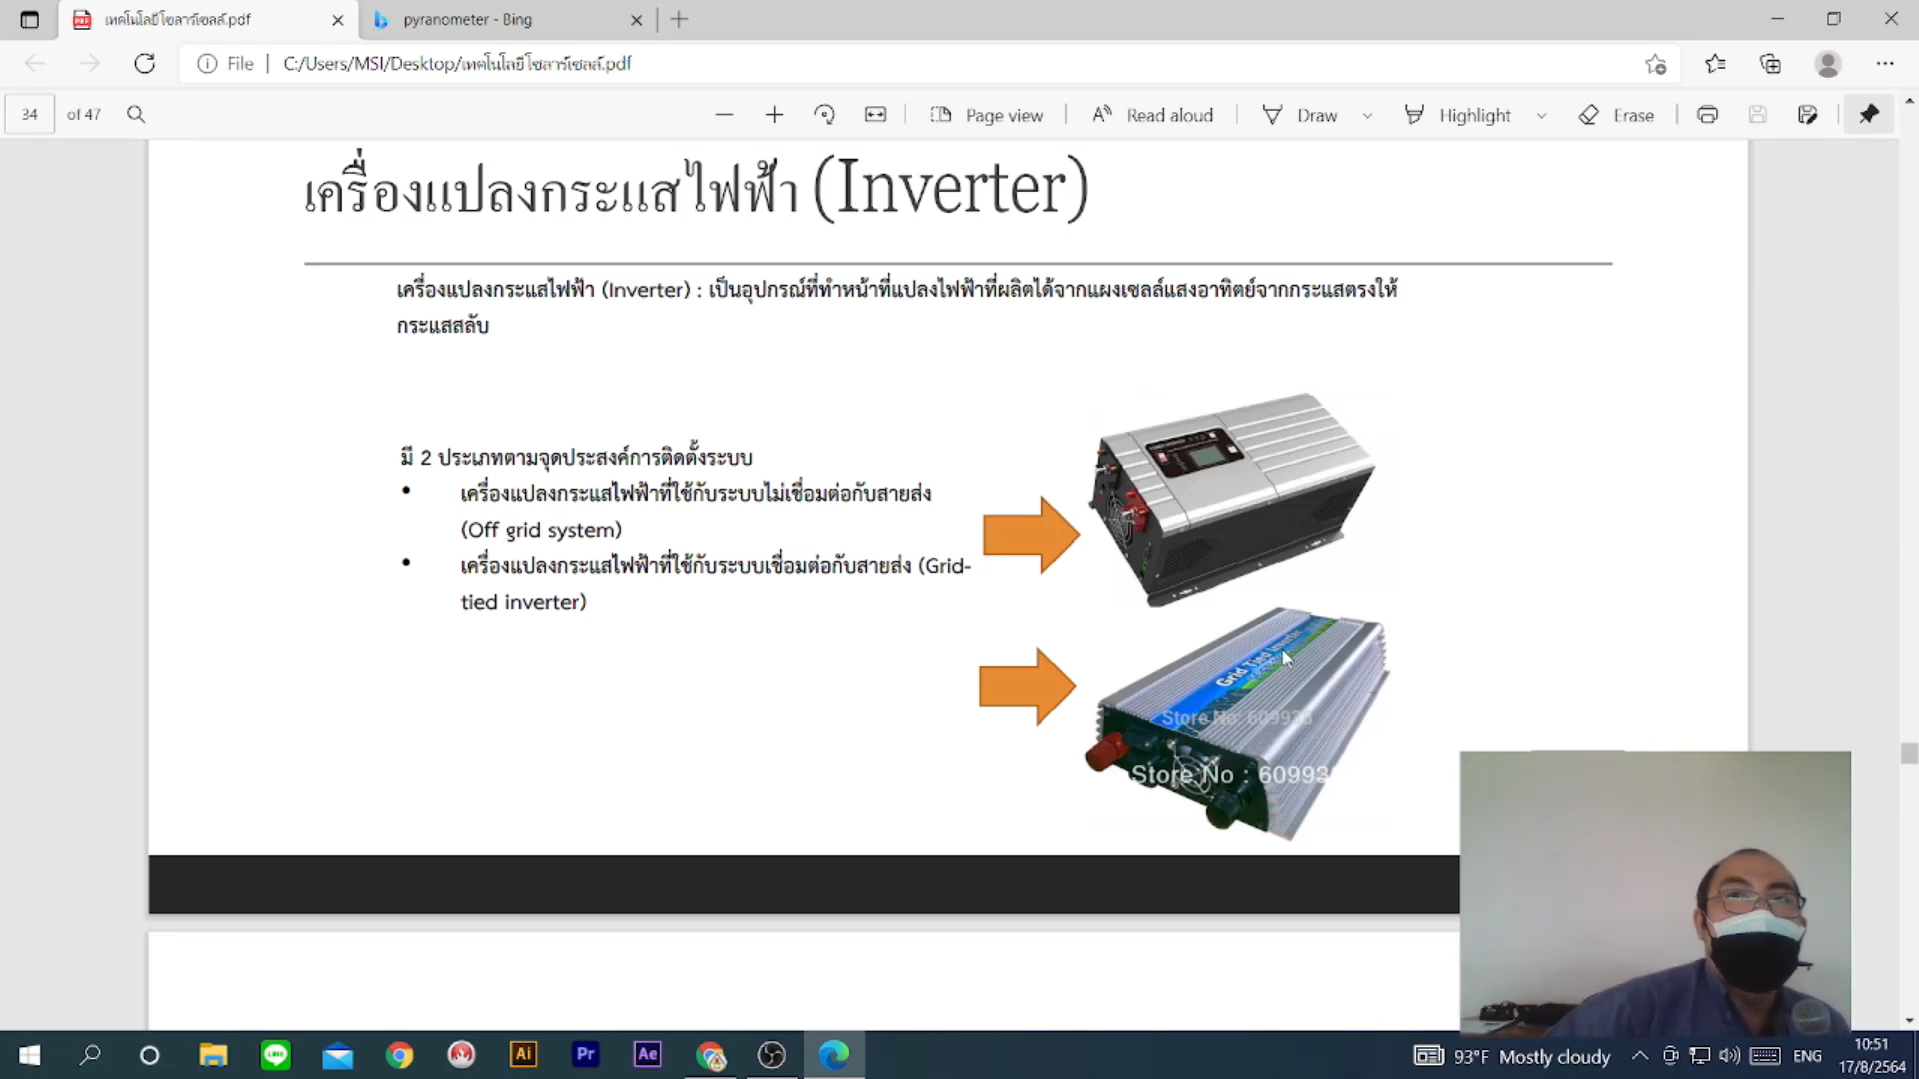 เทคโนโลยีโซลาร์เซลล์.pdf
pyranometer - Bing
File
C:/Users/MSI/Desktop/เทคโนโลยีโซลาร์เซลล์.pdf
34 of 47
Page view
Read aloud
Draw
Highlight
Erase
เครื่องแปลงกระแสไฟฟ้า (Inverter)
เครื่องแปลงกระแสไฟฟ้า (Inverter) : เป็นอุปกรณ์ที่ทำหน้าที่แปลงไฟฟ้าที่ผลิตได้จากแผงเซลล์แสงอาทิตย์จากกระแสตรงให้
กระแสสลับ
มี 2 ประเภทตามจุดประสงค์การติดตั้งระบบ
• เครื่องแปลงกระแสไฟฟ้าที่ใช้กับระบบไม่เชื่อมต่อกับสายส่ง
(Off grid system)
• เครื่องแปลงกระแสไฟฟ้าที่ใช้กับระบบเชื่อมต่อกับสายส่ง (Grid-
tied inverter)
Grid Tied Inverter
Store No: 609933
Store No : 60993
LINE
Ai
Pr
Ae
93°F Mostly cloudy
ENG
10:51
17/8/2564